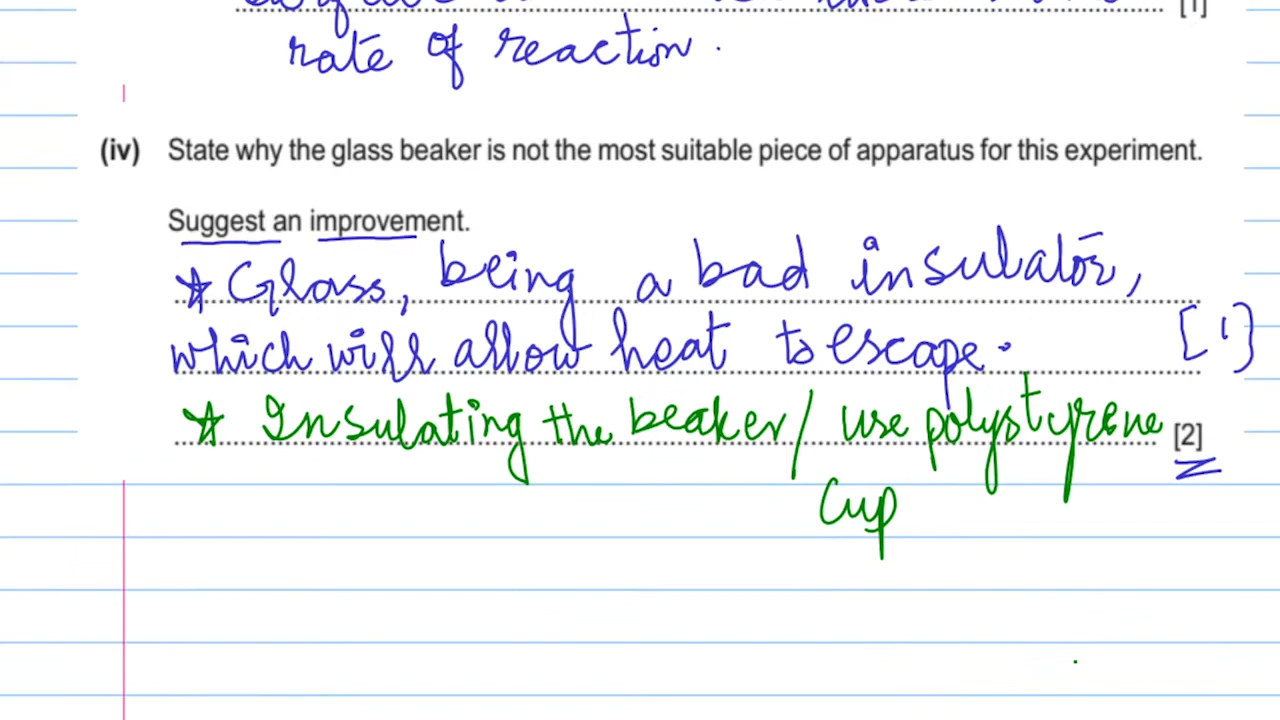 [1]
rate of reaction.
(iv) State why the glass beaker is not the most suitable piece of apparatus for this experiment.
Suggest an improvement.
* Glass, being a bad insulator,
which will allow heat to escape. [1]
* Insulating the beaker/ use polystyrene [2]
cup